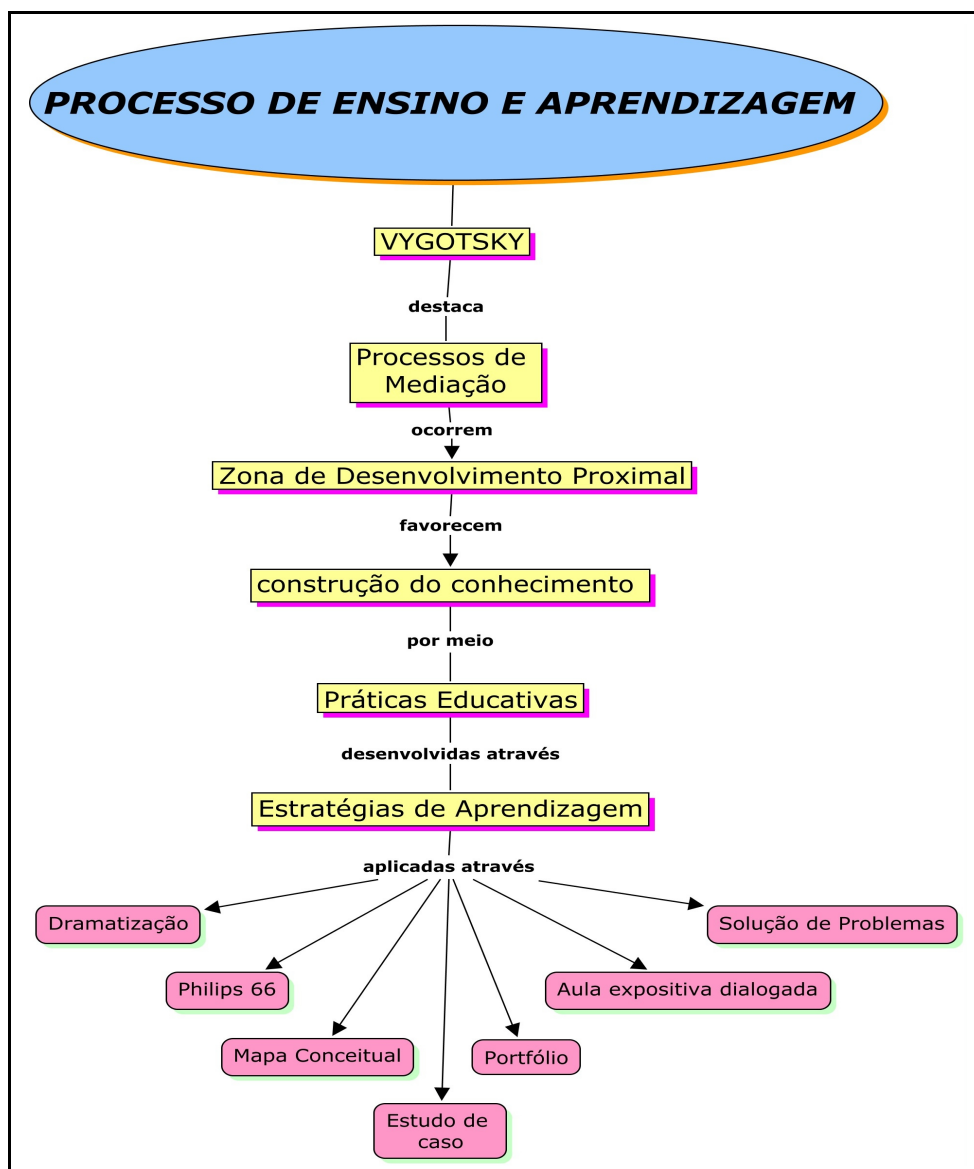 PROCESSO DE ENSINO E APRENDIZAGEM
VYGOTSKY
destaca
Processos de
Mediação
ocorrem
Zona de Desenvolvimento Proximal
favorecem
construção do conhecimento
por meio
Práticas Educativas
desenvolvidas através
Estratégias de Aprendizagem
aplicadas através
Dramatização
Solução de Problemas
Philips 66
Aula expositiva dialogada
Mapa Conceitual
Portfólio
Estudo de
caso